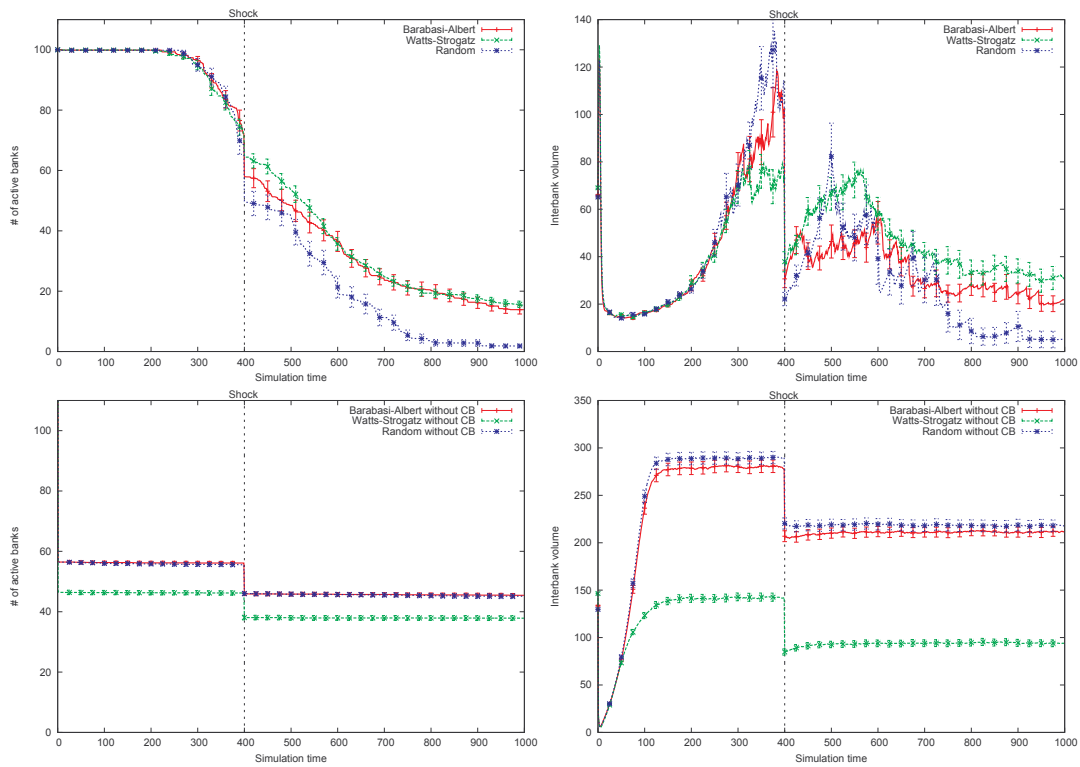 Shock
# of active banks
120
100
80
60
40
20
0
0 100 200 300 400 500 600 700 800 900 1000
Simulation time
Barabasi-Albert
Watts-Strogatz
Random
Shock
Interbank volume
140
120
100
80
60
40
20
0
0 100 200 300 400 500 600 700 800 900 1000
Simulation time
Barabasi-Albert
Watts-Strogatz
Random
Shock
# of active banks
100
80
60
40
20
0
0 100 200 300 400 500 600 700 800 900 1000
Simulation time
Barabasi-Albert without CB
Watts-Strogatz without CB
Random without CB
Shock
Interbank volume
350
300
250
200
150
100
50
0
0 100 200 300 400 500 600 700 800 900 1000
Simulation time
Barabasi-Albert without CB
Watts-Strogatz without CB
Random without CB